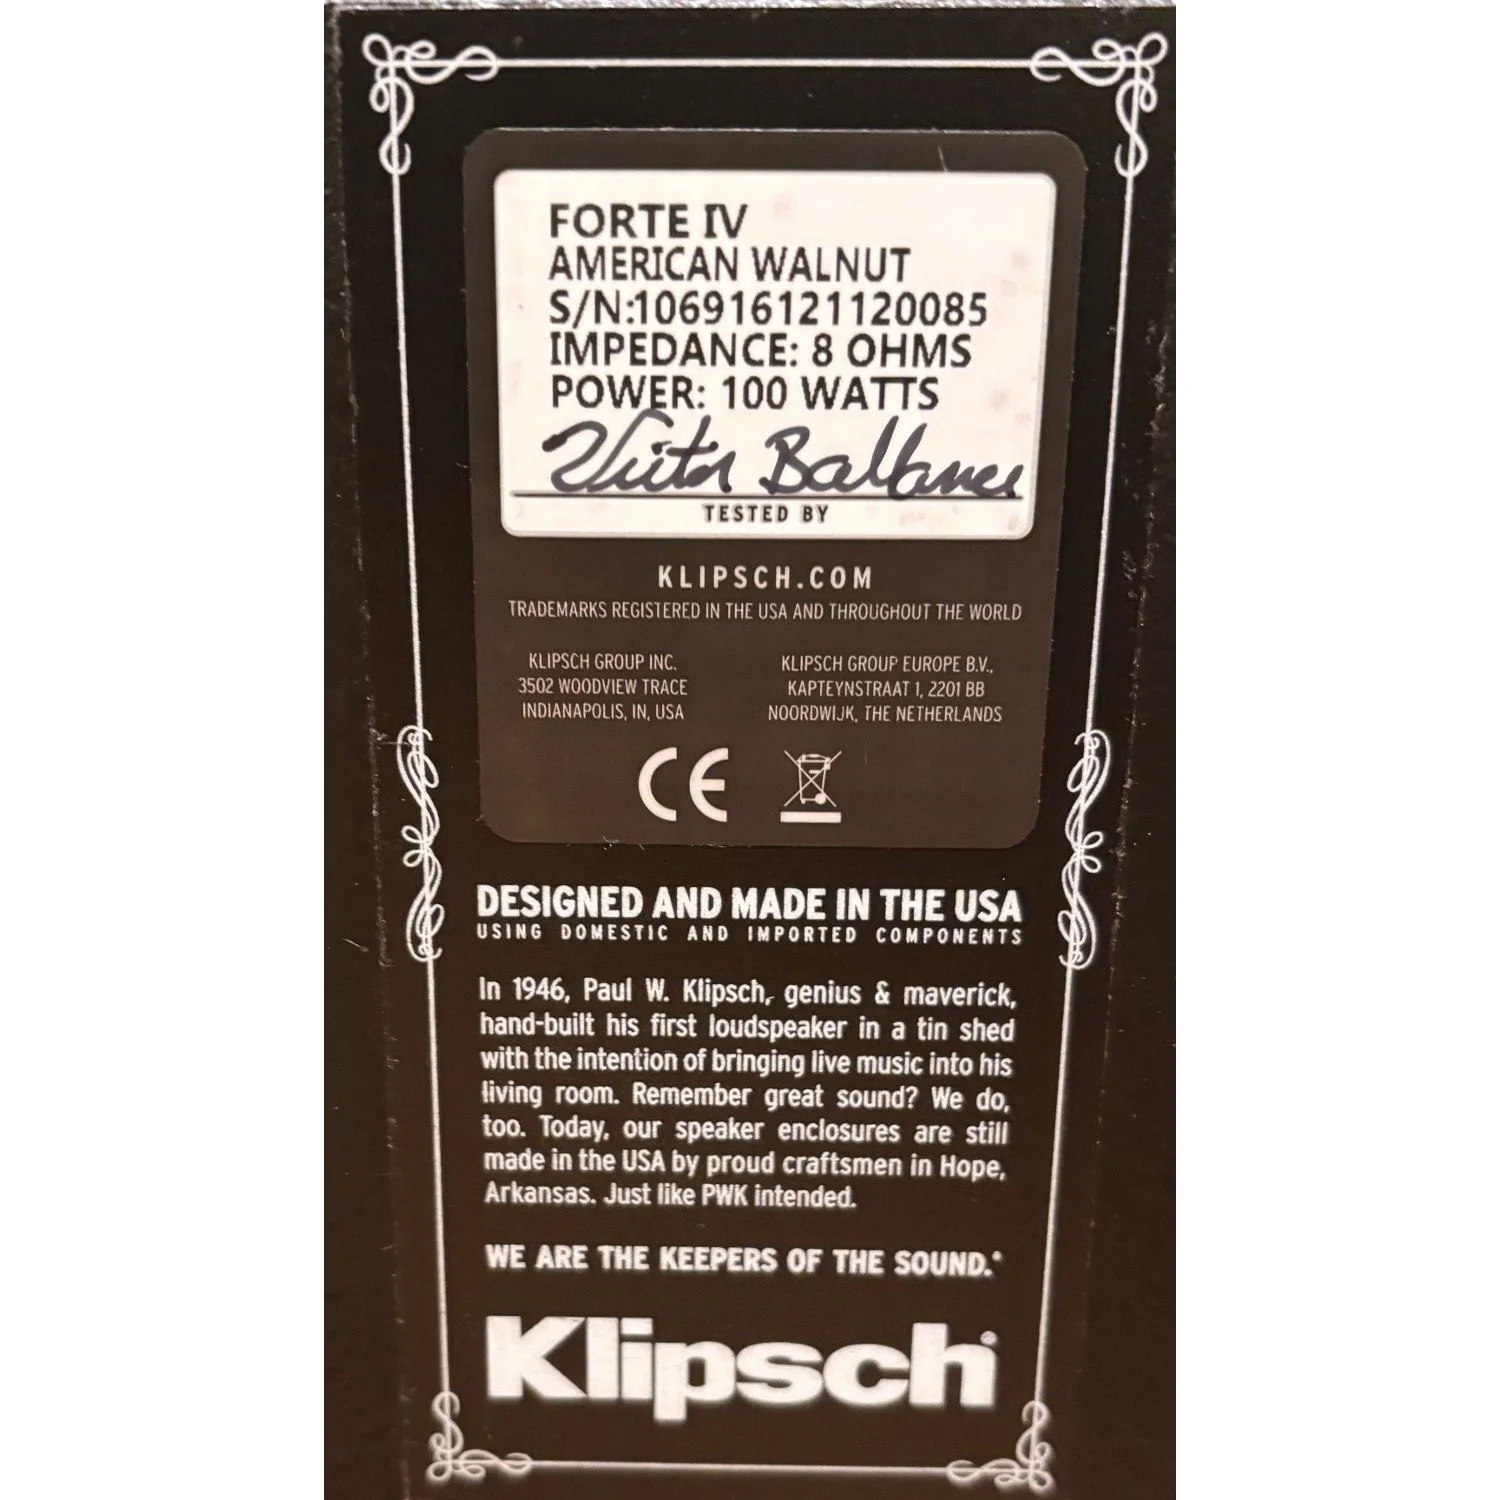 FORTE IV
AMERICAN WALNUT
S/N:106916121120085
IMPEDANCE: 8 OHMS
POWER: 100 WATTS
Victor Ballance
TESTED BY
KLIPSCH.COM
TRADEMARKS REGISTERED IN THE USA AND THROUGHOUT THE WORLD
KLIPSCH GROUP INC.
3502 WOODVIEW TRACE
INDIANAPOLIS, IN, USA
KLIPSCH GROUP EUROPE B.V.,
KAPTEYNSTRAAT 1, 2201 BB
NOORDWIJK, THE NETHERLANDS
CE
DESIGNED AND MADE IN THE USA
USING DOMESTIC AND IMPORTED COMPONENTS
In 1946, Paul W. Klipsch, genius & maverick,
hand-built his first loudspeaker in a tin shed
with the intention of bringing live music into his
living room. Remember great sound? We do,
too. Today, our speaker enclosures are still
made in the USA by proud craftsmen in Hope,
Arkansas. Just like PWK intended.
WE ARE THE KEEPERS OF THE SOUND.®
Klipsch®